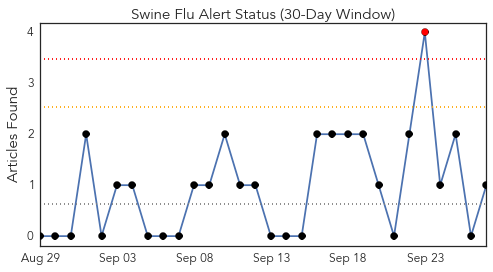 Swine Flu Alert Status (30-Day Window)
Articles Found
4
3
2
1
0
Aug 29 Sep 03 Sep 08 Sep 13 Sep 18 Sep 23